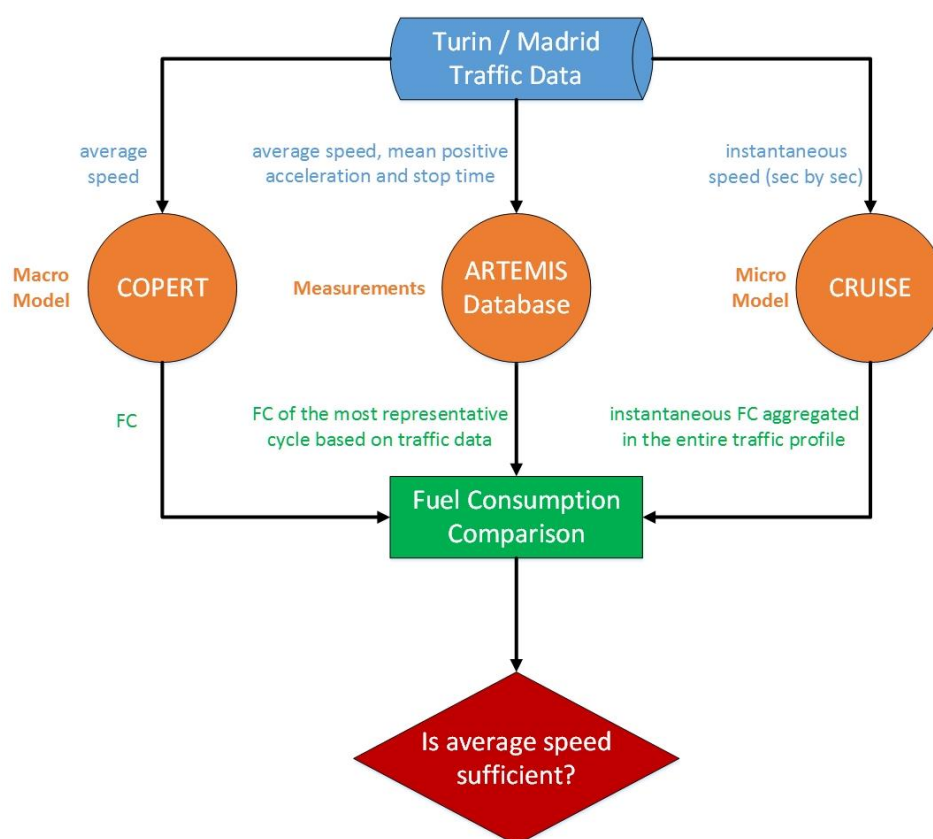 Turin / Madrid
Traffic Data
average
speed
average speed, mean positive
acceleration and stop time
instantaneous
speed (sec by sec)
Macro
Model
COPERT
Measurements
ARTEMIS
Database
Micro
Model
CRUISE
FC
FC of the most representative
cycle based on traffic data
instantaneous FC aggregated
in the entire traffic profile
Fuel Consumption
Comparison
Is average speed
sufficient?